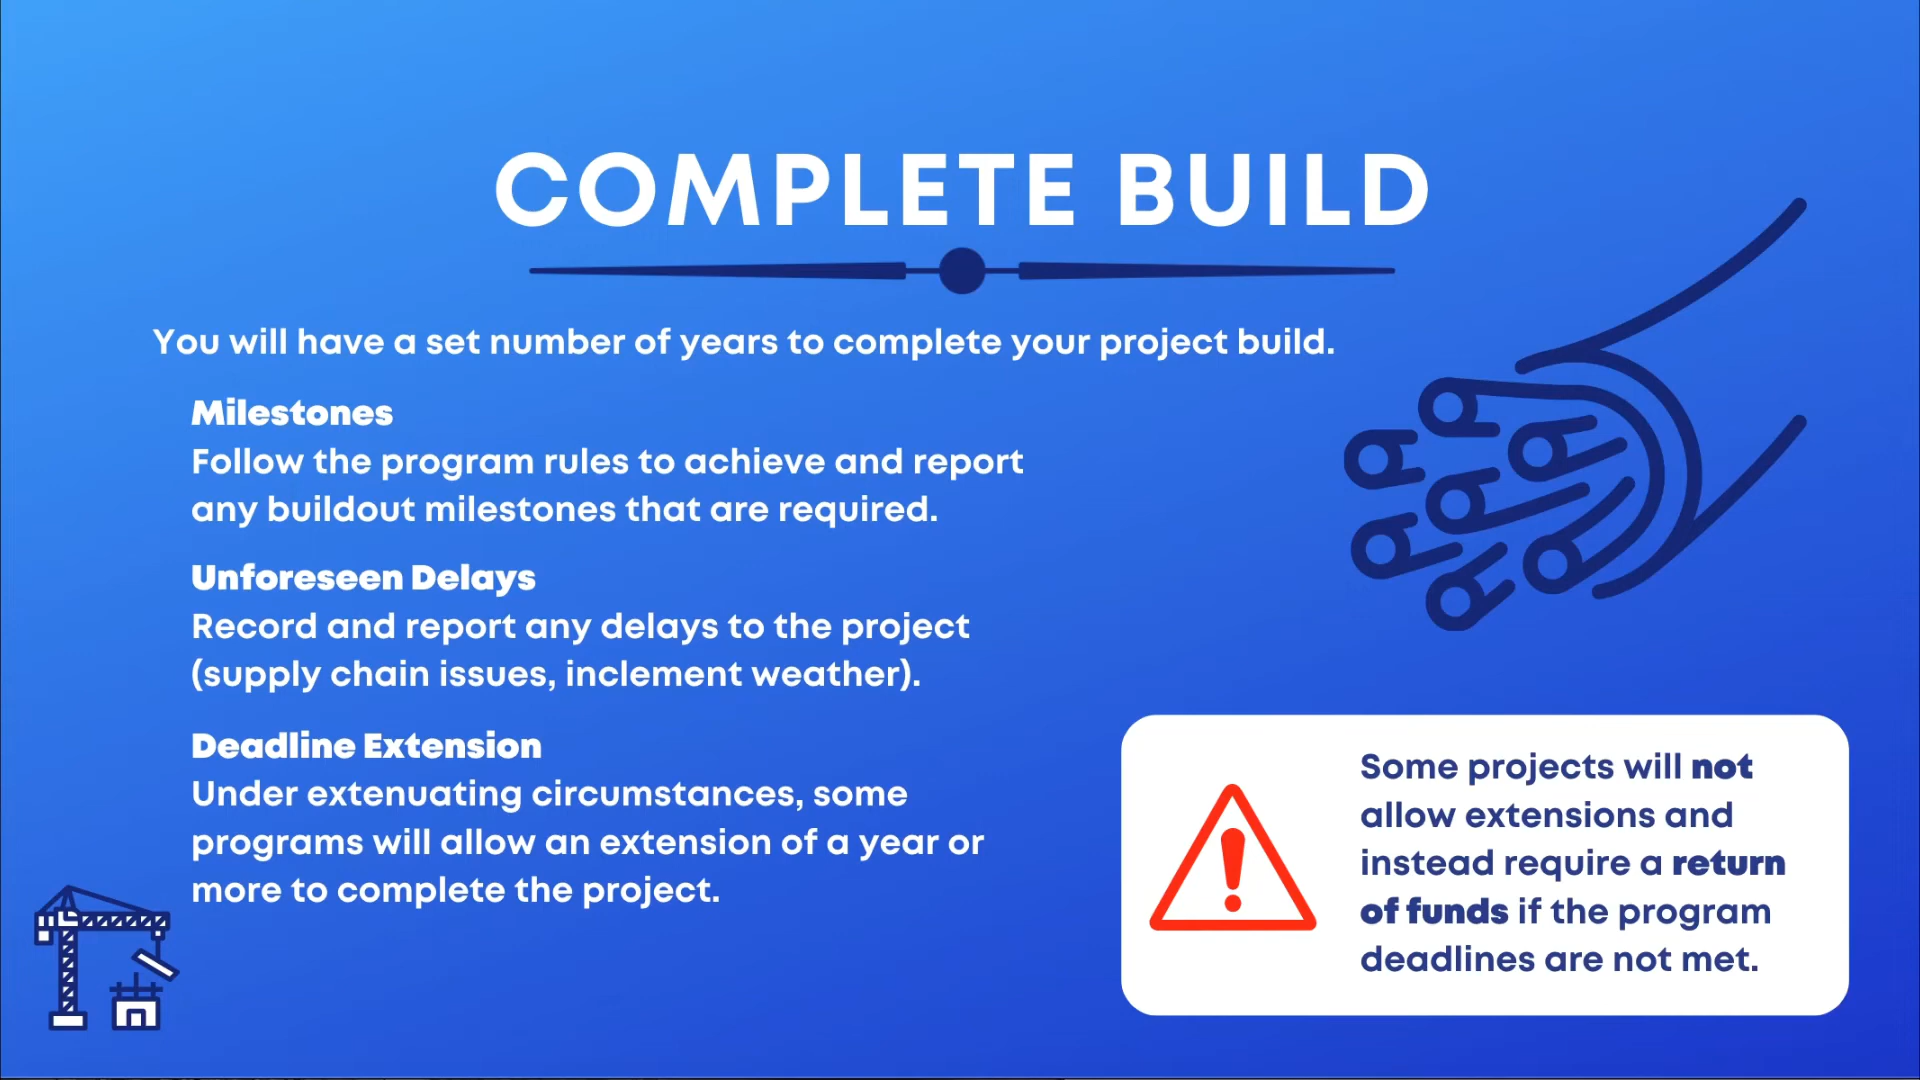 COMPLETE BUILD
You will have a set number of years to complete your project build.
Milestones
Follow the program rules to achieve and report
any buildout milestones that are required.
Unforeseen Delays
Record and report any delays to the project
(supply chain issues, inclement weather).
Deadline Extension
Under extenuating circumstances, some
programs will allow an extension of a year or
more to complete the project.
Some projects will not
allow extensions and
instead require a return
of funds if the program
deadlines are not met.